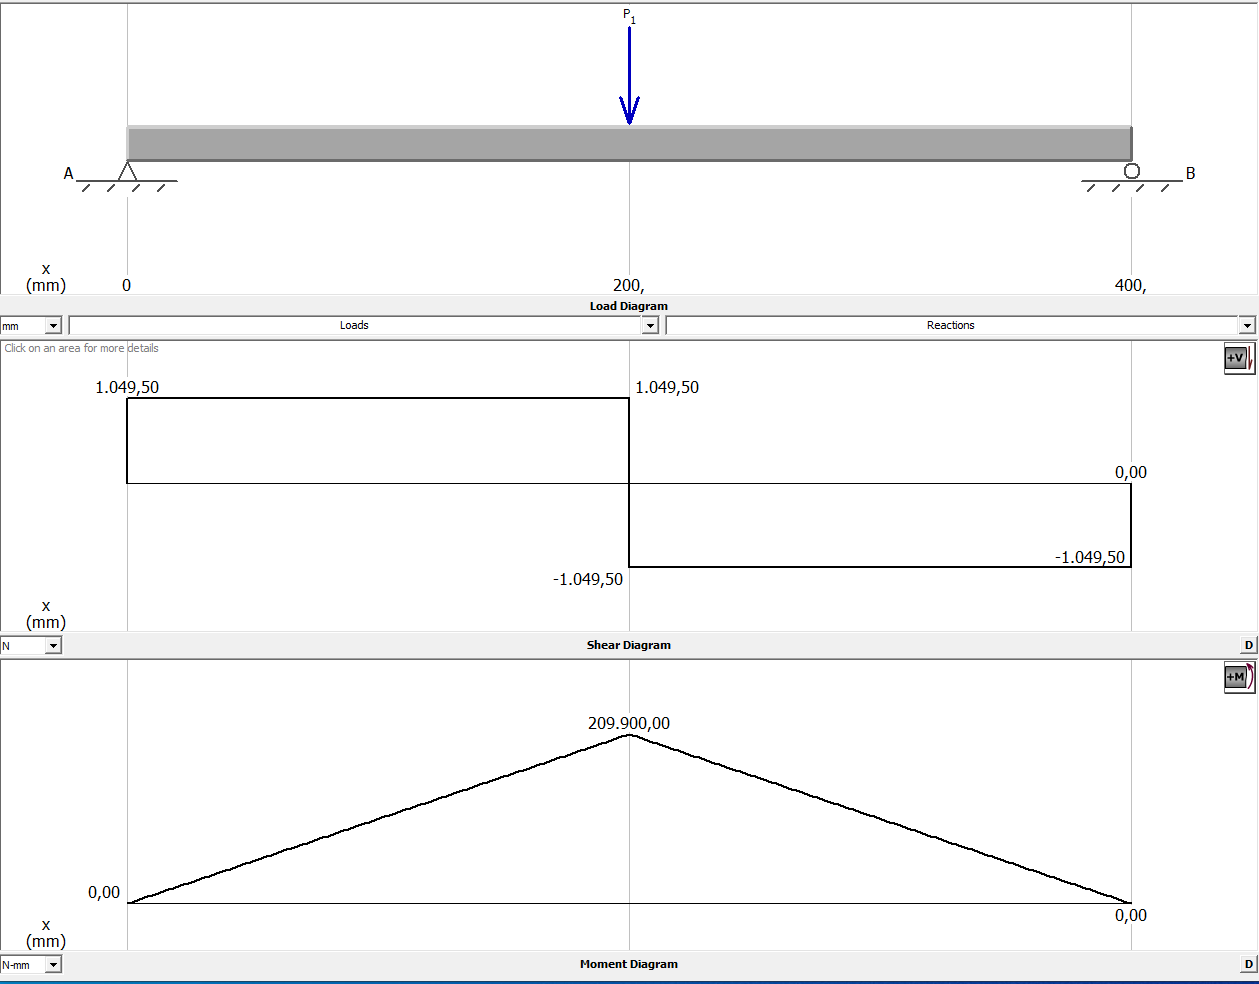 P1
A
B
x
(mm)
0
200,
400,
Load Diagram
mm
Loads
Reactions
Click on an area for more details
+V
1.049,50
1.049,50
0,00
-1.049,50
-1.049,50
x
(mm)
N
Shear Diagram
D
+M
209.900,00
0,00
0,00
x
(mm)
N-mm
Moment Diagram
D